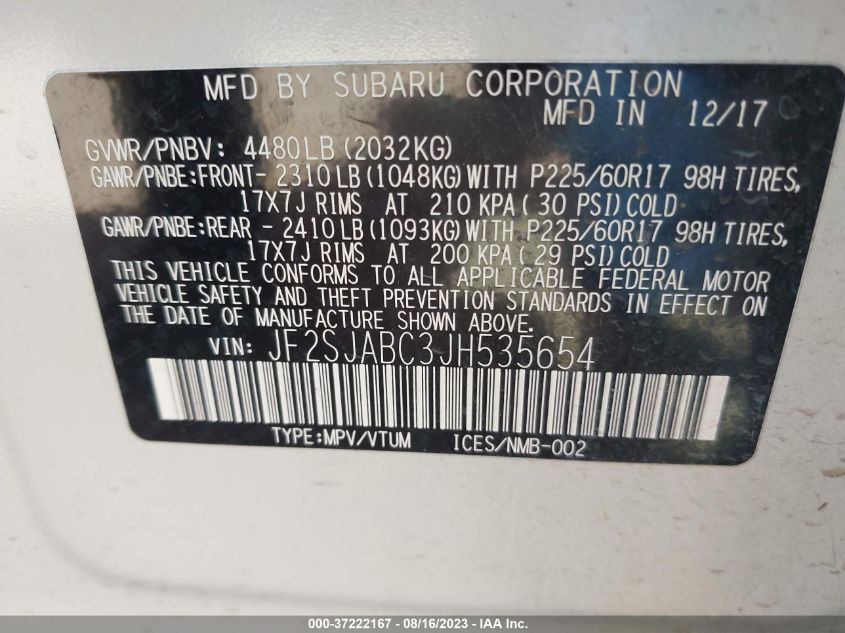 MFD BY SUBARU CORPORATION
MFD IN 12/17
GVWR/PNBV: 4480LB (2032KG)
GAWR/PNBE:FRONT- 2310LB(1048KG)WITH P225/60R17 98H TIRES,
17X7J RIMS AT 210 KPA( 30 PSI)COLD
GAWR/PNBE:REAR - 2410LB(1093KG)WITH P225/60R17 98H TIRES,
17X7J RIMS AT 200 KPA( 29 PSI)COLD
THIS VEHICLE CONFORMS TO ALL APPLICABLE FEDERAL MOTOR
VEHICLE SAFETY AND THEFT PREVENTION STANDARDS IN EFFECT ON
THE DATE OF MANUFACTURE SHOWN ABOVE.
VIN: JF2SJABC3JH535654
TYPE:MPV/VTUM ICES/NMB-002
000-37222167 - 08/16/2023 - IAA Inc.